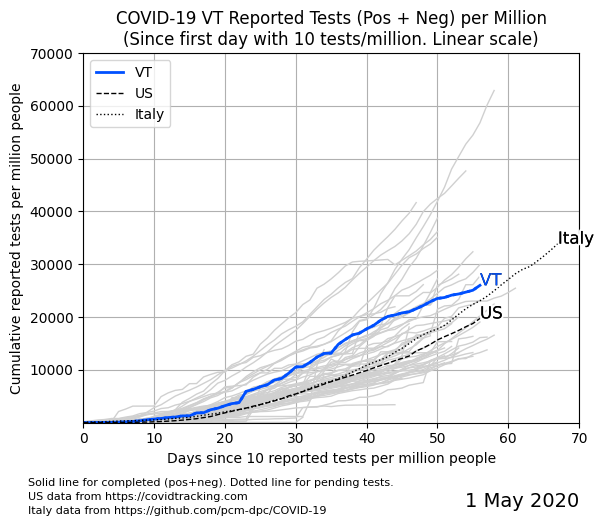 COVID-19 VT Reported Tests (Pos + Neg) per Million
(Since first day with 10 tests/million. Linear scale)
Cumulative reported tests per million people
70000
60000
50000
40000
30000
20000
10000
VT
US
Italy
Italy
VT
US
0 10 20 30 40 50 60 70
Days since 10 reported tests per million people
Solid line for completed (pos+neg). Dotted line for pending tests.
US data from https://covidtracking.com
Italy data from https://github.com/pcm-dpc/COVID-19
1 May 2020